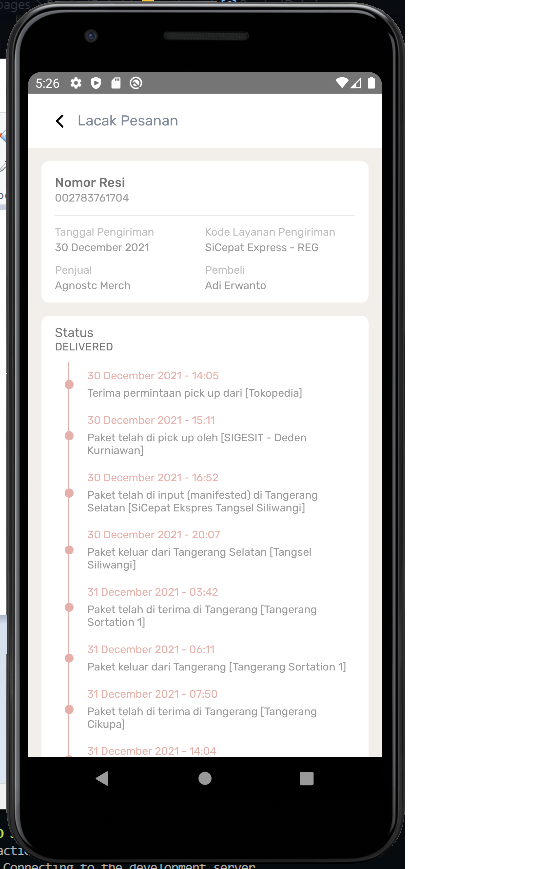 pages
5:26
Lacak Pesanan
Nomor Resi
002783761704
Tanggal Pengiriman
Kode Layanan Pengiriman
30 December 2021
SiCepat Express - REG
Penjual
Pembeli
Agnostc Merch
Adi Erwanto
Status
DELIVERED
30 December 2021 - 14:05
Terima permintaan pick up dari [Tokopedia]
30 December 2021 - 15:11
Paket telah di pick up oleh [SIGESIT - Deden
Kurniawan]
30 December 2021 - 16:52
Paket telah di input (manifested) di Tangerang
Selatan [SiCepat Ekspres Tangsel Siliwangi]
30 December 2021 - 20:07
Paket keluar dari Tangerang Selatan [Tangsel
Siliwangi]
31 December 2021 - 03:42
Paket telah di terima di Tangerang [Tangerang
Sortation 1]
31 December 2021 - 06:11
Paket keluar dari Tangerang [Tangerang Sortation 1]
31 December 2021 - 07:50
Paket telah di terima di Tangerang [Tangerang
Cikupa]
31 December 2021 - 14:04
Connecting to the development server